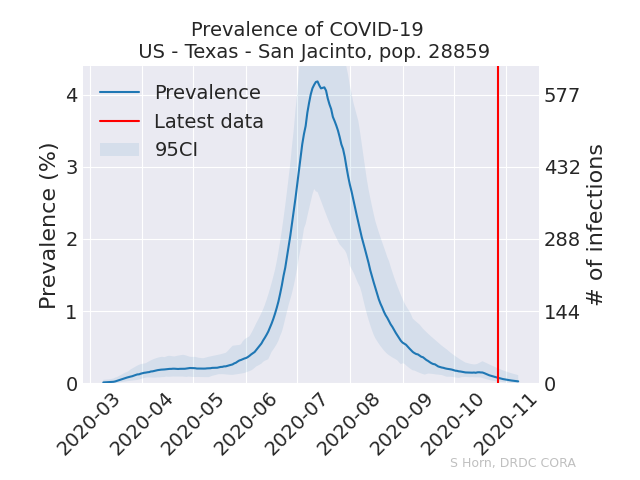 Prevalence of COVID-19
US - Texas - San Jacinto, pop. 28859
Prevalence
Latest data
95CI
Prevalence (%)
4
3
2
1
0
577
432
288
144
0
# of infections
2020-03
2020-04
2020-05
2020-06
2020-07
2020-08
2020-09
2020-10
2020-11
S Horn, DRDC CORA